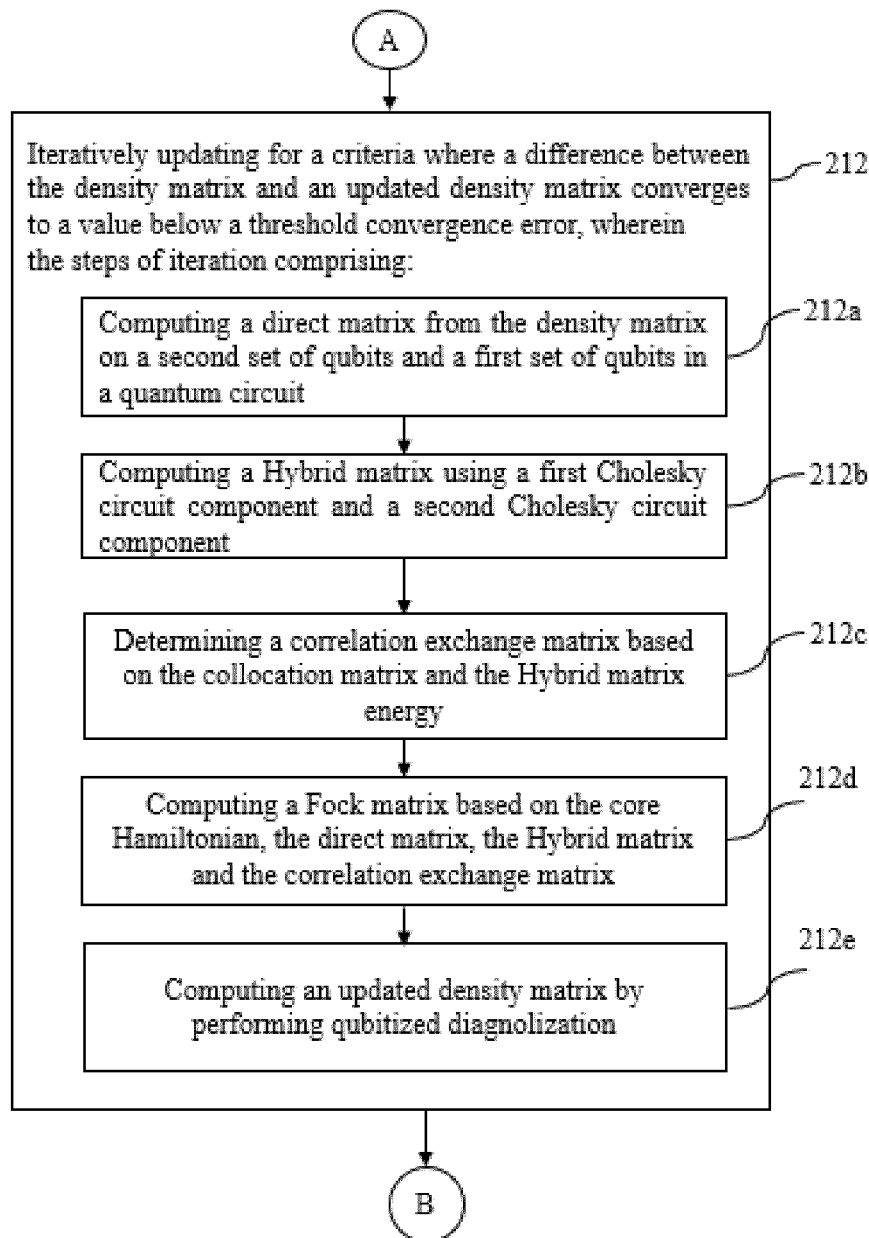 A
Iteratively updating for a criteria where a difference between
the density matrix and an updated density matrix converges
to a value below a threshold convergence error, wherein
the steps of iteration comprising:
212
Computing a direct matrix from the density matrix
on a second set of qubits and a first set of qubits in
a quantum circuit
212a
Computing a Hybrid matrix using a first Cholesky
circuit component and a second Cholesky circuit
component
212b
Determining a correlation exchange matrix based
on the collocation matrix and the Hybrid matrix
energy
212c
Computing a Fock matrix based on the core
Hamiltonian, the direct matrix, the Hybrid matrix
and the correlation exchange matrix
212d
Computing an updated density matrix by
performing qubitized diagnolization
212e
B